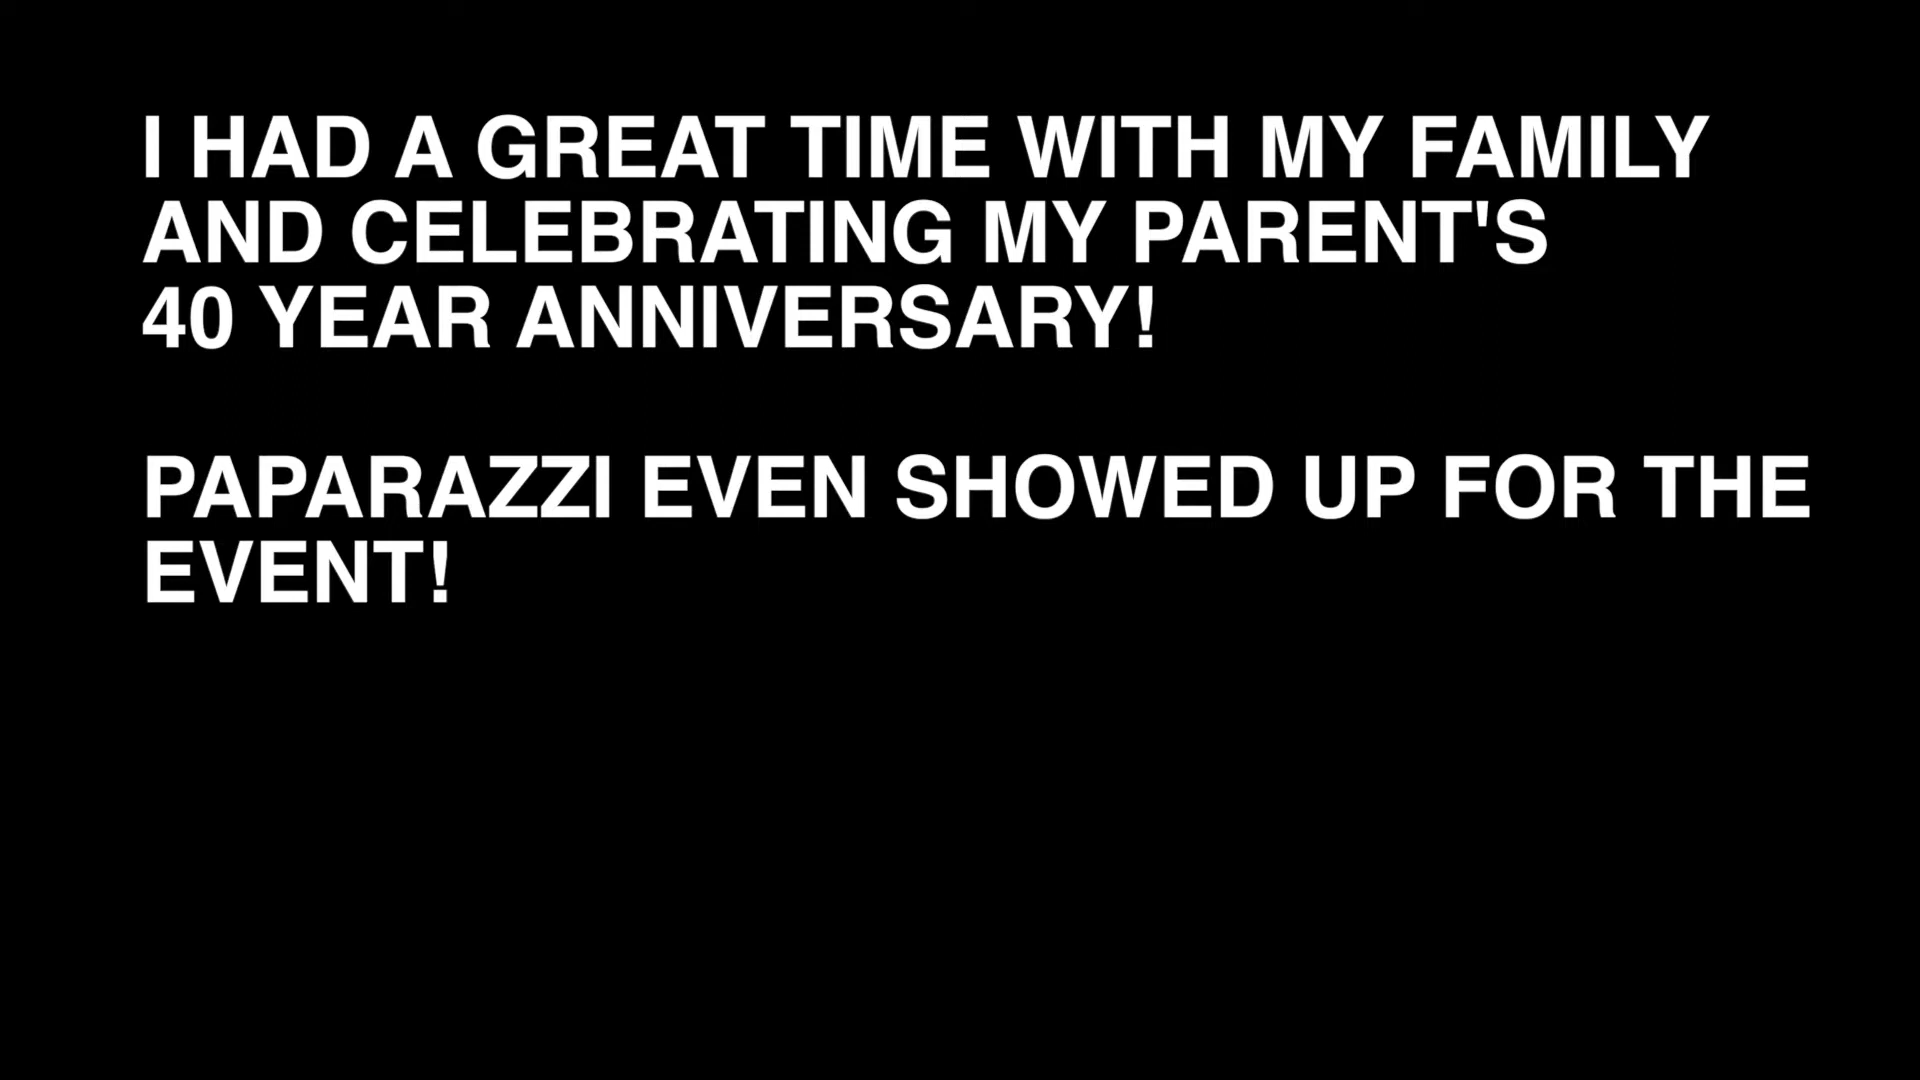 I HAD A GREAT TIME WITH MY FAMILY
AND CELEBRATING MY PARENT'S
40 YEAR ANNIVERSARY!
PAPARAZZI EVEN SHOWED UP FOR THE
EVENT!